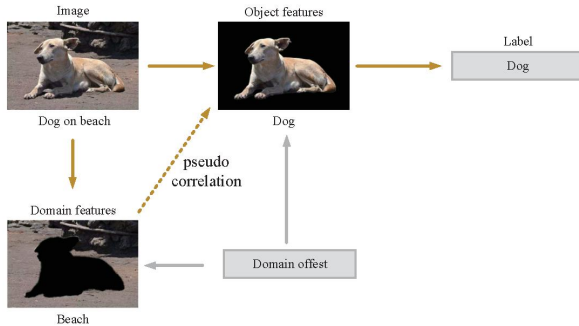 Image
Object features
Label
Dog
Dog on beach
Dog
pseudo
correlation
Domain features
Domain offest
Beach